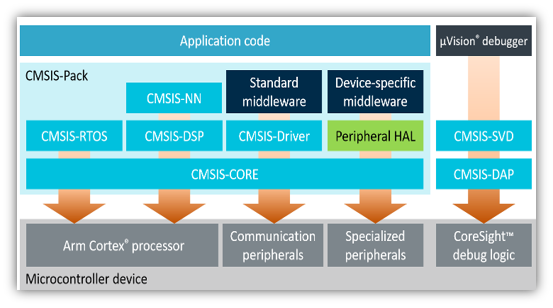 Application code
µVision® debugger
CMSIS-Pack
CMSIS-NN
Standard
middleware
Device-specific
middleware
CMSIS-RTOS
CMSIS-DSP
CMSIS-Driver
Peripheral HAL
CMSIS-SVD
CMSIS-CORE
CMSIS-DAP
Arm Cortex® processor
Communication
peripherals
Specialized
peripherals
CoreSight™
debug logic
Microcontroller device